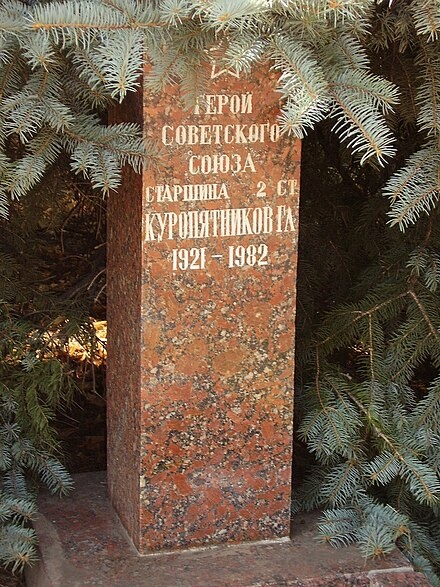 ГЕРОЙ
СОВЕТСКОГО
СОЮЗА
СТАРШИНА 2 СТ.
КУРОПЯТНИКОВ Г.А.
1921 – 1982